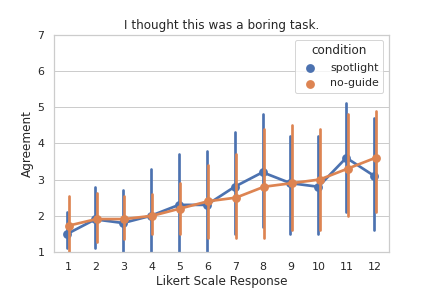 I thought this was a boring task.
7
6
5
4
3
2
1
Agreement
condition
spotlight
no-guide
1 2 3 4 5 6 7 8 9 10 11 12
Likert Scale Response